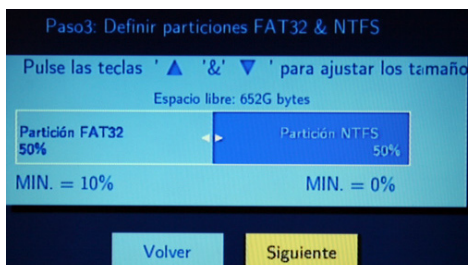 Paso3: Definir particiones FAT32 & NTFS
Pulse las teclas ' ▲ '&' ▼ ' para ajustar los tamaño
Espacio libre: 652G bytes
Partición FAT32
50%
Partición NTFS
50%
MIN. = 10%
MIN. = 0%
Volver
Siguiente